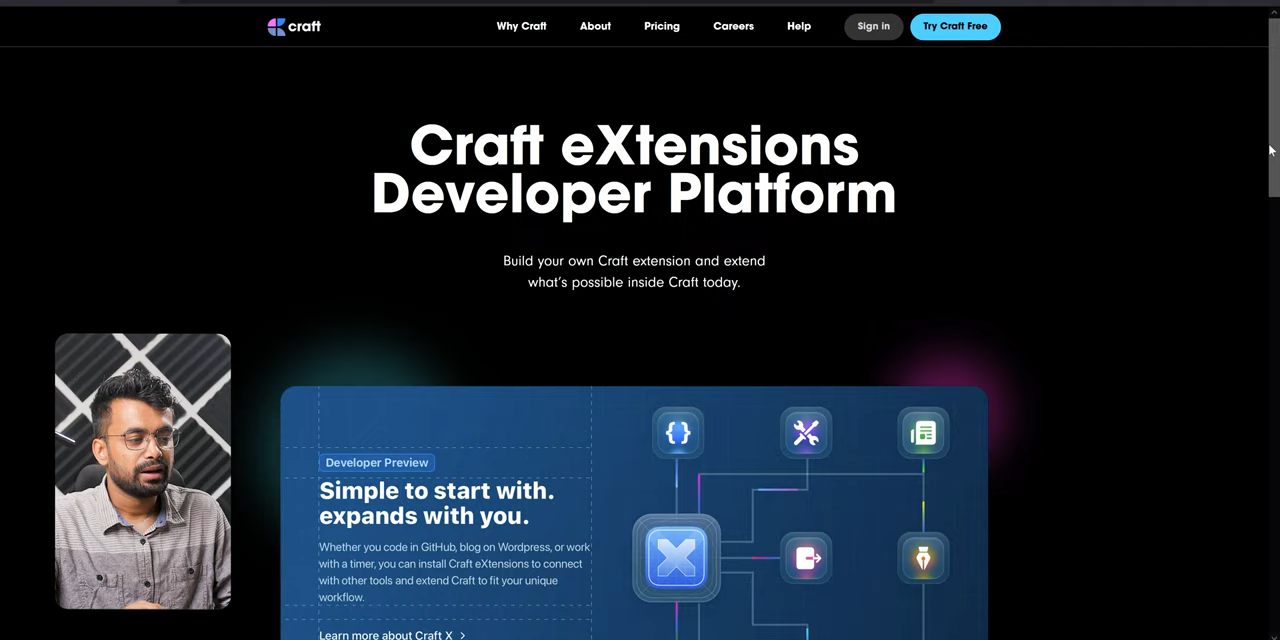 craft
Why Craft
About
Pricing
Careers
Help
Sign in
Try Craft Free
Craft eXtensions
Developer Platform
Build your own Craft extension and extend
what's possible inside Craft today.
Developer Preview
Simple to start with.
expands with you.
Whether you code in GitHub, blog on Wordpress, or work
with a timer, you can install Craft eXtensions to connect
with other tools and extend Craft to fit your unique
workflow.
Learn more about Craft X >